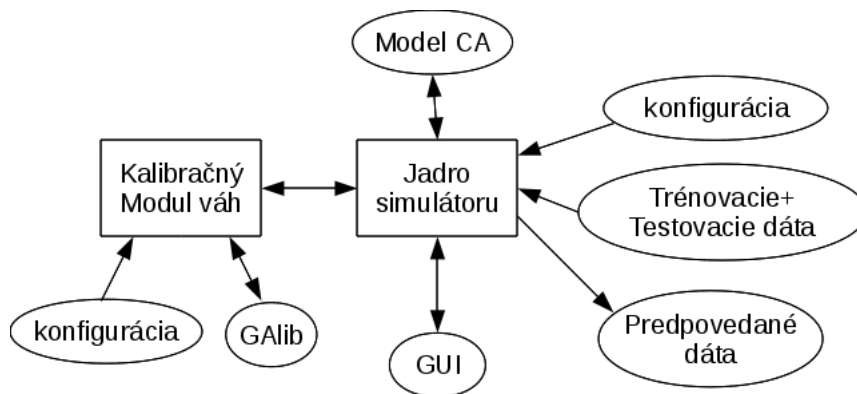 Model CA
konfigurácia
Kalibračný
Modul váh
Jadro
simulátoru
Trénovacie+
Testovacie dáta
konfigurácia
GAlib
GUI
Predpovedané
dáta